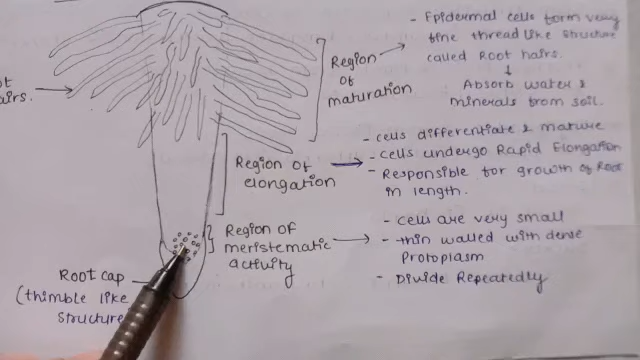 - Epidermal cells form very
fine thread like structure
called Root hairs.
Absorb water &
minerals from soil.
Region
of
maturation
hairs.
- cells differentiate & mature
- cells undergo Rapid Elongation
- Responsible for growth of Root
in length.
Region of
elongation
Region of
meristematic
activity
- cells are very small
- thin walled with dense
Protoplasm
- Divide Repeatedly
Root cap
(thimble like
structure